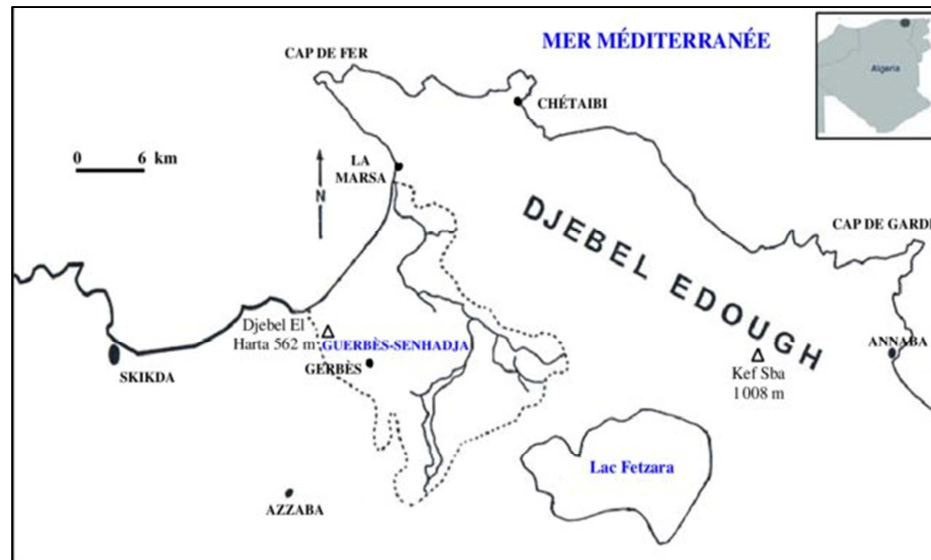 MER MÉDITERRANÉE
CAP DE FER
Algeria
CHÉTAIBI
0 6 km
LA
MARSA
N
DJEBEL EDOUGH
CAP DE GARDE
Djebel El
Harta 562 m
GUERBÈS-SENHADJA
GERBÈS
ANNABA
Kef Sba
1008 m
SKIKDA
Lac Fetzara
AZZABA